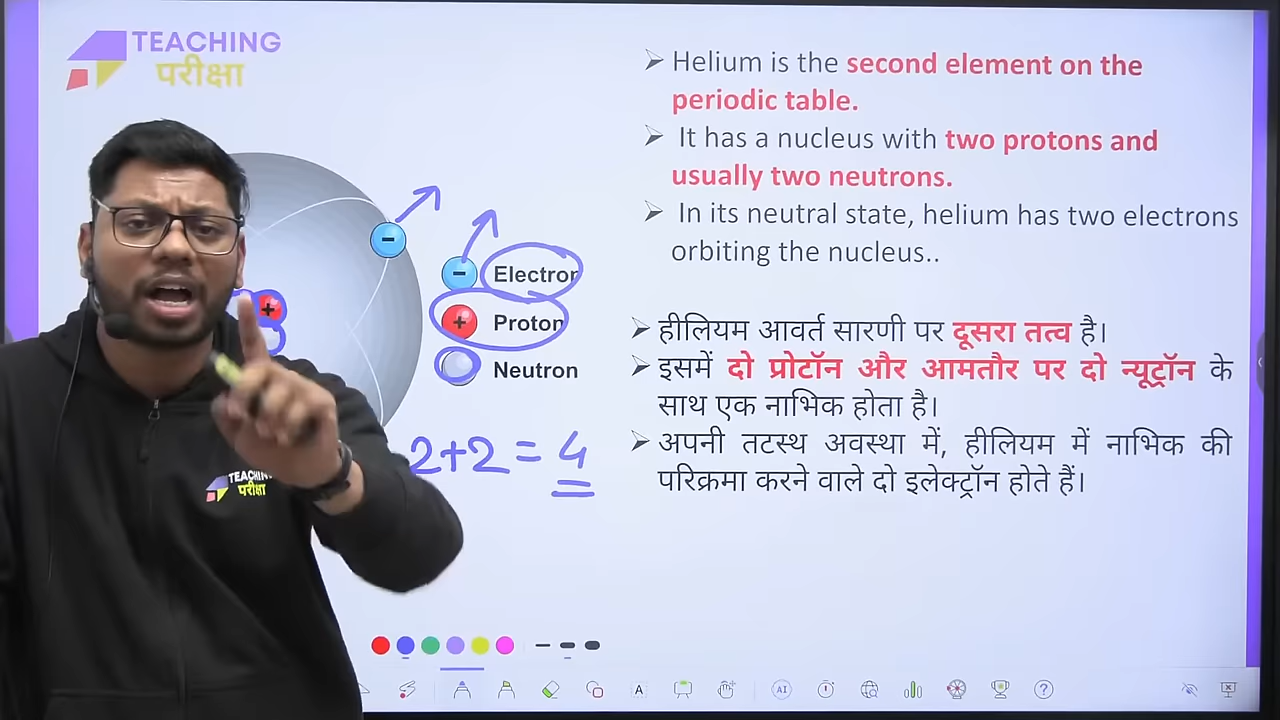 TEACHING
परीक्षा
Helium is the second element on the
periodic table.
It has a nucleus with two protons and
usually two neutrons.
In its neutral state, helium has two electrons
orbiting the nucleus..
हीलियम आवर्त सारणी पर दूसरा तत्व है।
इसमें दो प्रोटॉन और आमतौर पर दो न्यूट्रॉन के
साथ एक नाभिक होता है।
अपनी तटस्थ अवस्था में, हीलियम में नाभिक की
परिक्रमा करने वाले दो इलेक्ट्रॉन होते हैं।
−
− Electron
+
+ Proton
Neutron
2+2 = 4
TEACHING
परीक्षा
A
AI
?